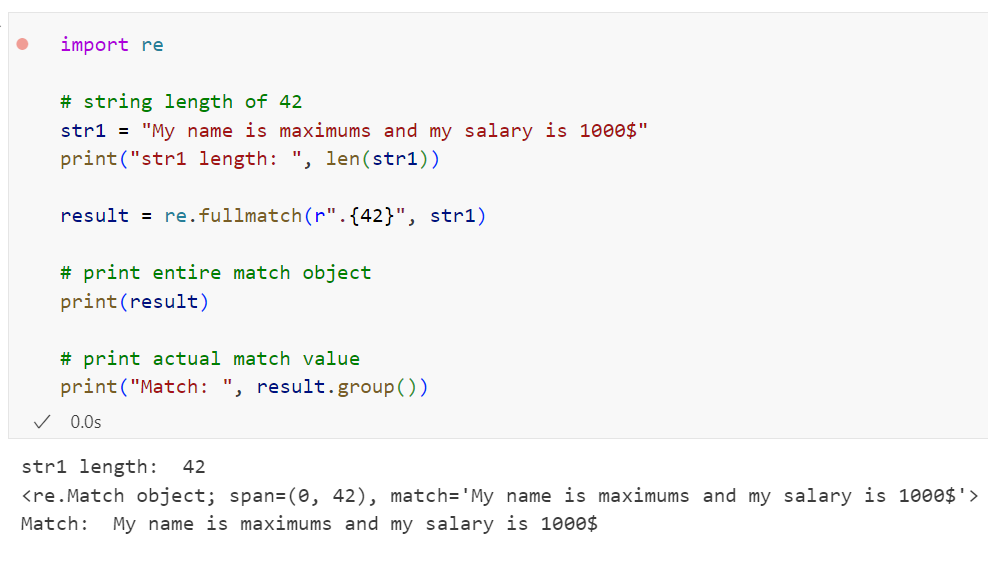 import re
# string length of 42
str1 = "My name is maximums and my salary is 1000$"
print("str1 length: ", len(str1))
result = re.fullmatch(r".{42}", str1)
# print entire match object
print(result)
# print actual match value
print("Match: ", result.group())
0.0s
str1 length:  42
<re.Match object; span=(0, 42), match='My name is maximums and my salary is 1000$'>
Match:  My name is maximums and my salary is 1000$